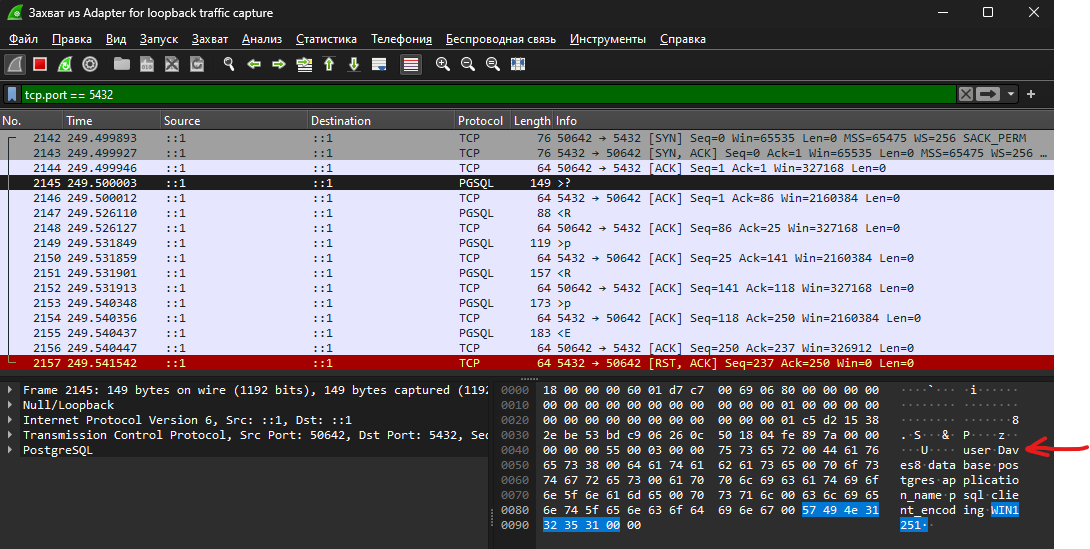 Захват из Adapter for loopback traffic capture
Файл Правка Вид Запуск Захват Анализ Статистика Телефония Беспроводная связь Инструменты Справка
tcp.port == 5432
No. Time Source Destination Protocol Length Info
2142 249.499893 ::1 ::1 TCP 76 50642 → 5432 [SYN] Seq=0 Win=65535 Len=0 MSS=65475 WS=256 SACK_PERM
2143 249.499927 ::1 ::1 TCP 76 5432 → 50642 [SYN, ACK] Seq=0 Ack=1 Win=65535 Len=0 MSS=65475 WS=256 …
2144 249.499946 ::1 ::1 TCP 64 50642 → 5432 [ACK] Seq=1 Ack=1 Win=327168 Len=0
2145 249.500003 ::1 ::1 PGSQL 149 >?
2146 249.500012 ::1 ::1 TCP 64 5432 → 50642 [ACK] Seq=1 Ack=86 Win=2160384 Len=0
2147 249.526110 ::1 ::1 PGSQL 88 <R
2148 249.526127 ::1 ::1 TCP 64 50642 → 5432 [ACK] Seq=86 Ack=25 Win=327168 Len=0
2149 249.531849 ::1 ::1 PGSQL 119 >p
2150 249.531859 ::1 ::1 TCP 64 5432 → 50642 [ACK] Seq=25 Ack=141 Win=2160384 Len=0
2151 249.531901 ::1 ::1 PGSQL 157 <R
2152 249.531913 ::1 ::1 TCP 64 50642 → 5432 [ACK] Seq=141 Ack=118 Win=327168 Len=0
2153 249.540348 ::1 ::1 PGSQL 173 >p
2154 249.540356 ::1 ::1 TCP 64 5432 → 50642 [ACK] Seq=118 Ack=250 Win=2160384 Len=0
2155 249.540437 ::1 ::1 PGSQL 183 <E
2156 249.540447 ::1 ::1 TCP 64 50642 → 5432 [ACK] Seq=250 Ack=237 Win=326912 Len=0
2157 249.541542 ::1 ::1 TCP 64 5432 → 50642 [RST, ACK] Seq=237 Ack=250 Win=0 Len=0
Frame 2145: 149 bytes on wire (1192 bits), 149 bytes captured (1192
Null/Loopback
Internet Protocol Version 6, Src: ::1, Dst: ::1
Transmission Control Protocol, Src Port: 50642, Dst Port: 5432, Seq
PostgreSQL
0000 18 00 00 00 60 01 d7 c7 00 69 06 80 00 00 00 00 ····`··· ·i······
0010 00 00 00 00 00 00 00 00 00 00 00 01 00 00 00 00 ········ ········
0020 00 00 00 00 00 00 00 00 00 00 00 01 c5 d2 15 38 ········ ·······8
0030 2e be 53 bd c9 06 26 0c 50 18 04 fe 89 7a 00 00 .·S···&· P····z··
0040 00 00 00 55 00 03 00 00 75 73 65 72 00 44 61 76 ···U···· user·Dav
0050 65 73 38 00 64 61 74 61 62 61 73 65 00 70 6f 73 es8·data base·pos
0060 74 67 72 65 73 00 61 70 70 6c 69 63 61 74 69 6f tgres·ap plicatio
0070 6e 5f 6e 61 6d 65 00 70 73 71 6c 00 63 6c 69 65 n_name·p sql·clie
0080 6e 74 5f 65 6e 63 6f 64 69 6e 67 00 57 49 4e 31 nt_encod ing·WIN1
0090 32 35 31 00 00 251··